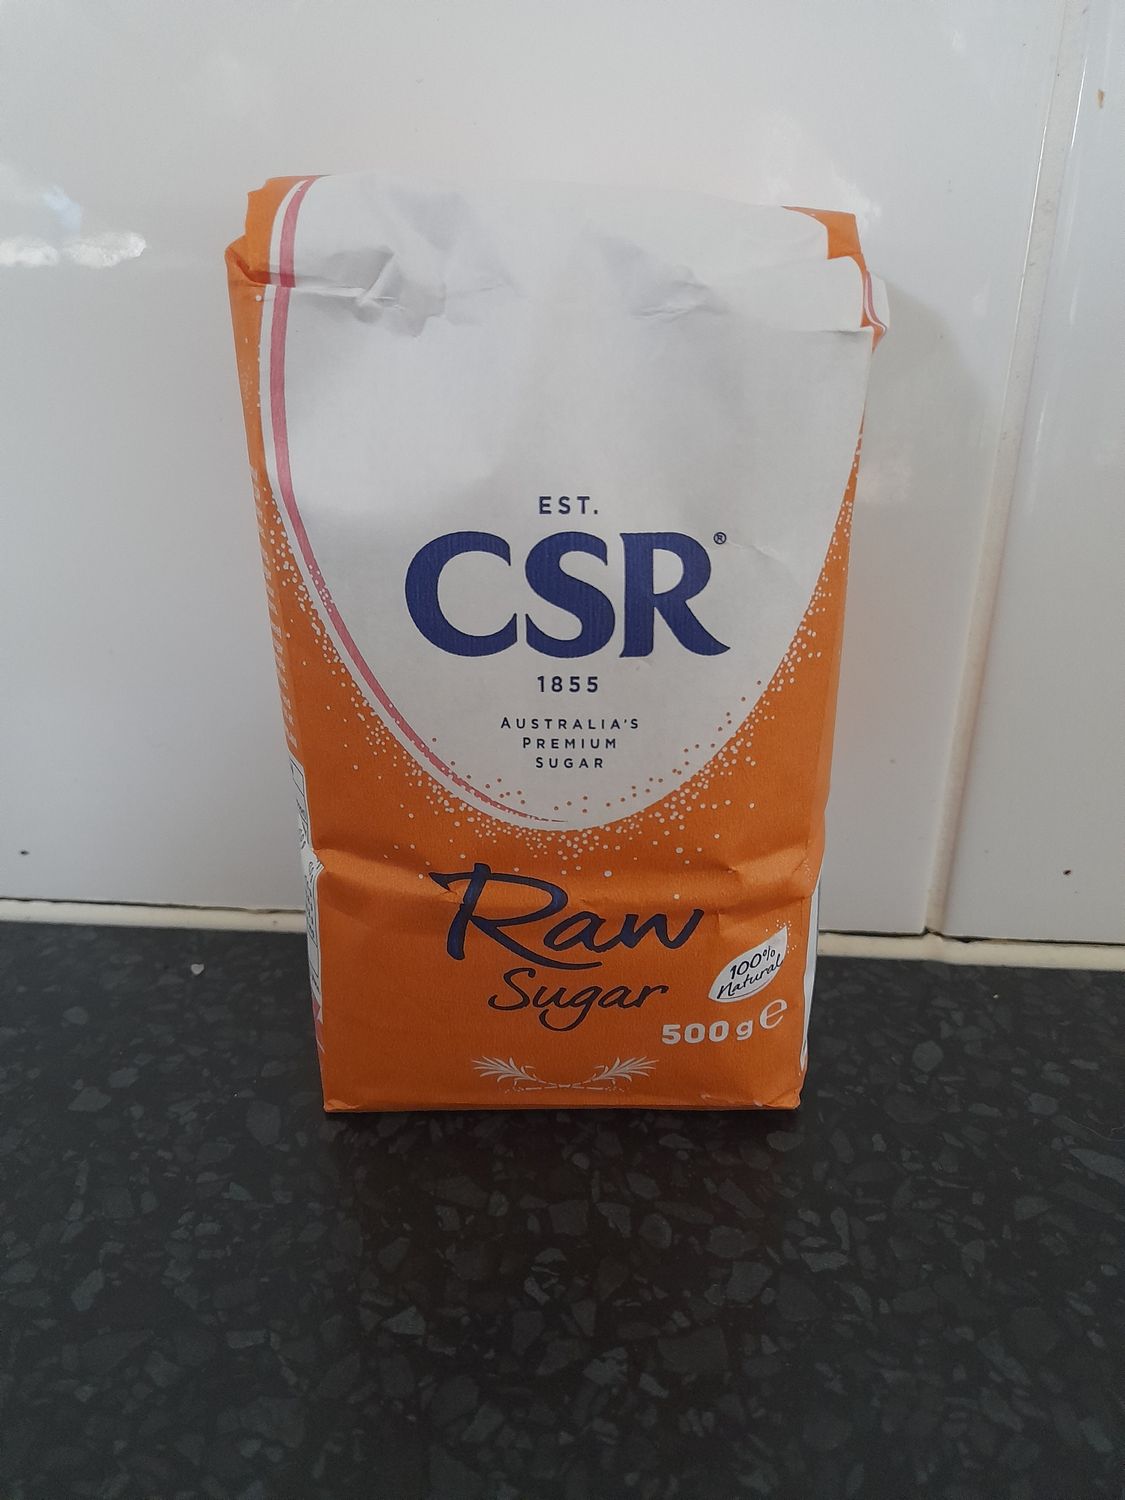 EST.
CSR®
1855
AUSTRALIA'S
PREMIUM
SUGAR
Raw
Sugar
100%
Natural
500g e